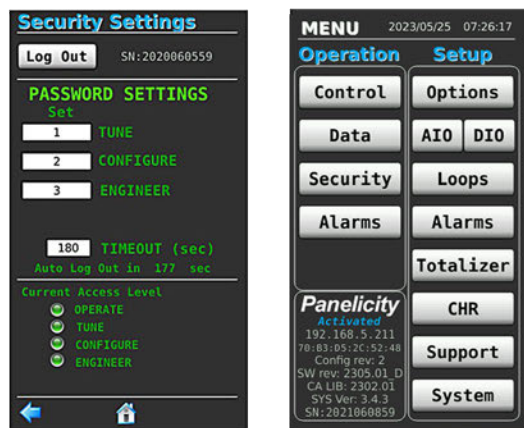 Security Settings
Log Out SN:2020060559
PASSWORD SETTINGS
Set
1 TUNE
2 CONFIGURE
3 ENGINEER
180 TIMEOUT (sec)
Auto Log Out in 177 sec
Current Access Level
OPERATE
TUNE
CONFIGURE
ENGINEER
MENU 2023/05/25 07:26:17
Operation Setup
Control Options
Data AIO DIO
Security Loops
Alarms Alarms
Totalizer
CHR
Support
System
Panelicity
Activated
192.168.5.211
70:B3:D5:2C:52:48
Config rev: 2
SW rev: 2305.01_D
CA LIB: 2302.01
SYS Ver: 3.4.3
SN:2021060859